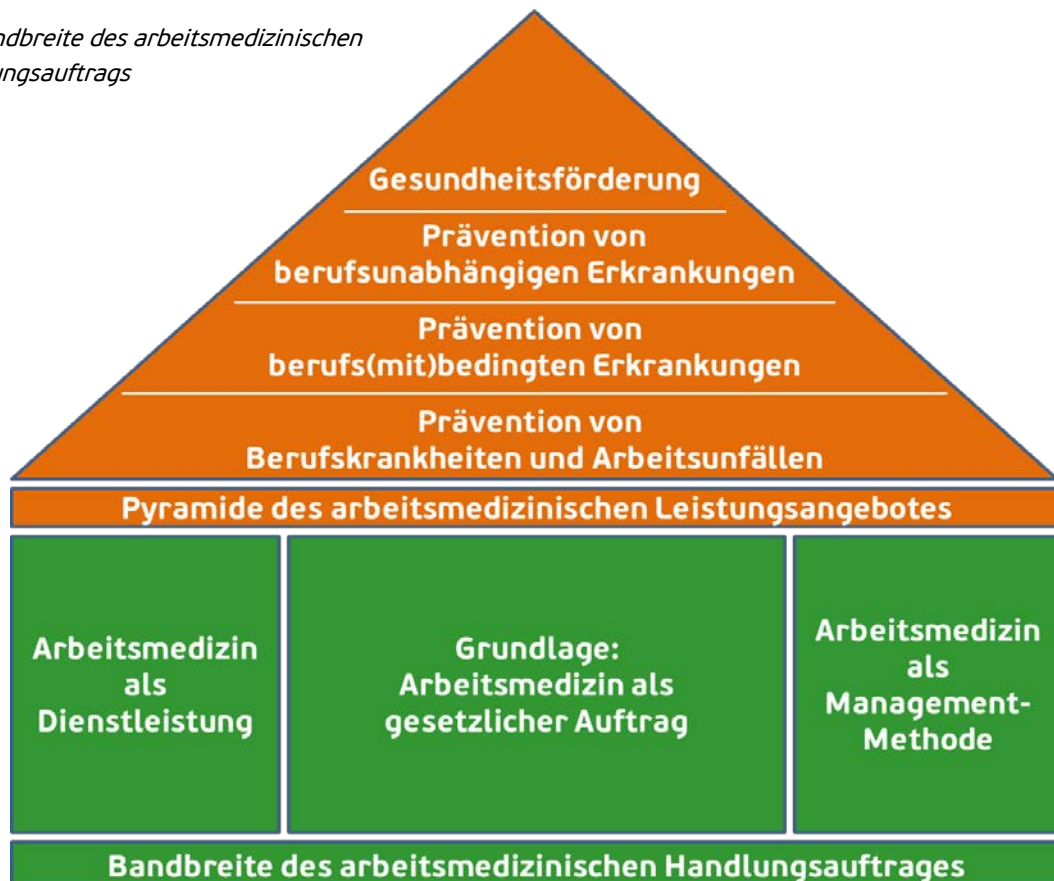 ndbreite des arbeitsmedizinischen
ungsauftrags
Gesundheitsförderung
Prävention von
berufsunabhängigen Erkrankungen
Prävention von
berufs(mit)bedingten Erkrankungen
Prävention von
Berufskrankheiten und Arbeitsunfällen
Pyramide des arbeitsmedizinischen Leistungsangebotes
Arbeitsmedizin
als
Dienstleistung
Grundlage:
Arbeitsmedizin als
gesetzlicher Auftrag
Arbeitsmedizin
als
Management-
Methode
Bandbreite des arbeitsmedizinischen Handlungsauftrages